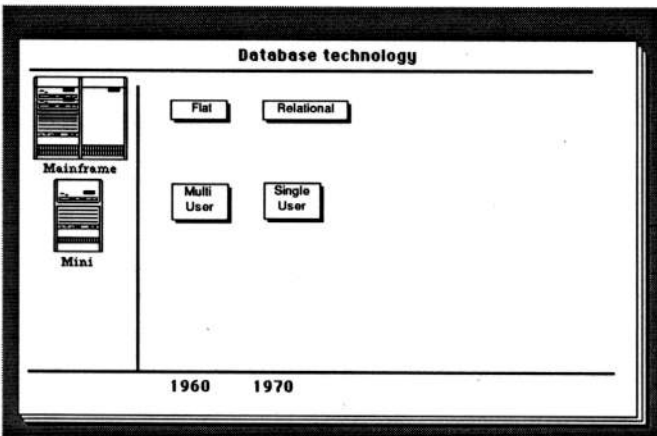 Database technology
Flat
Relational
Mainframe
Multi
User
Single
User
Mini
1960
1970